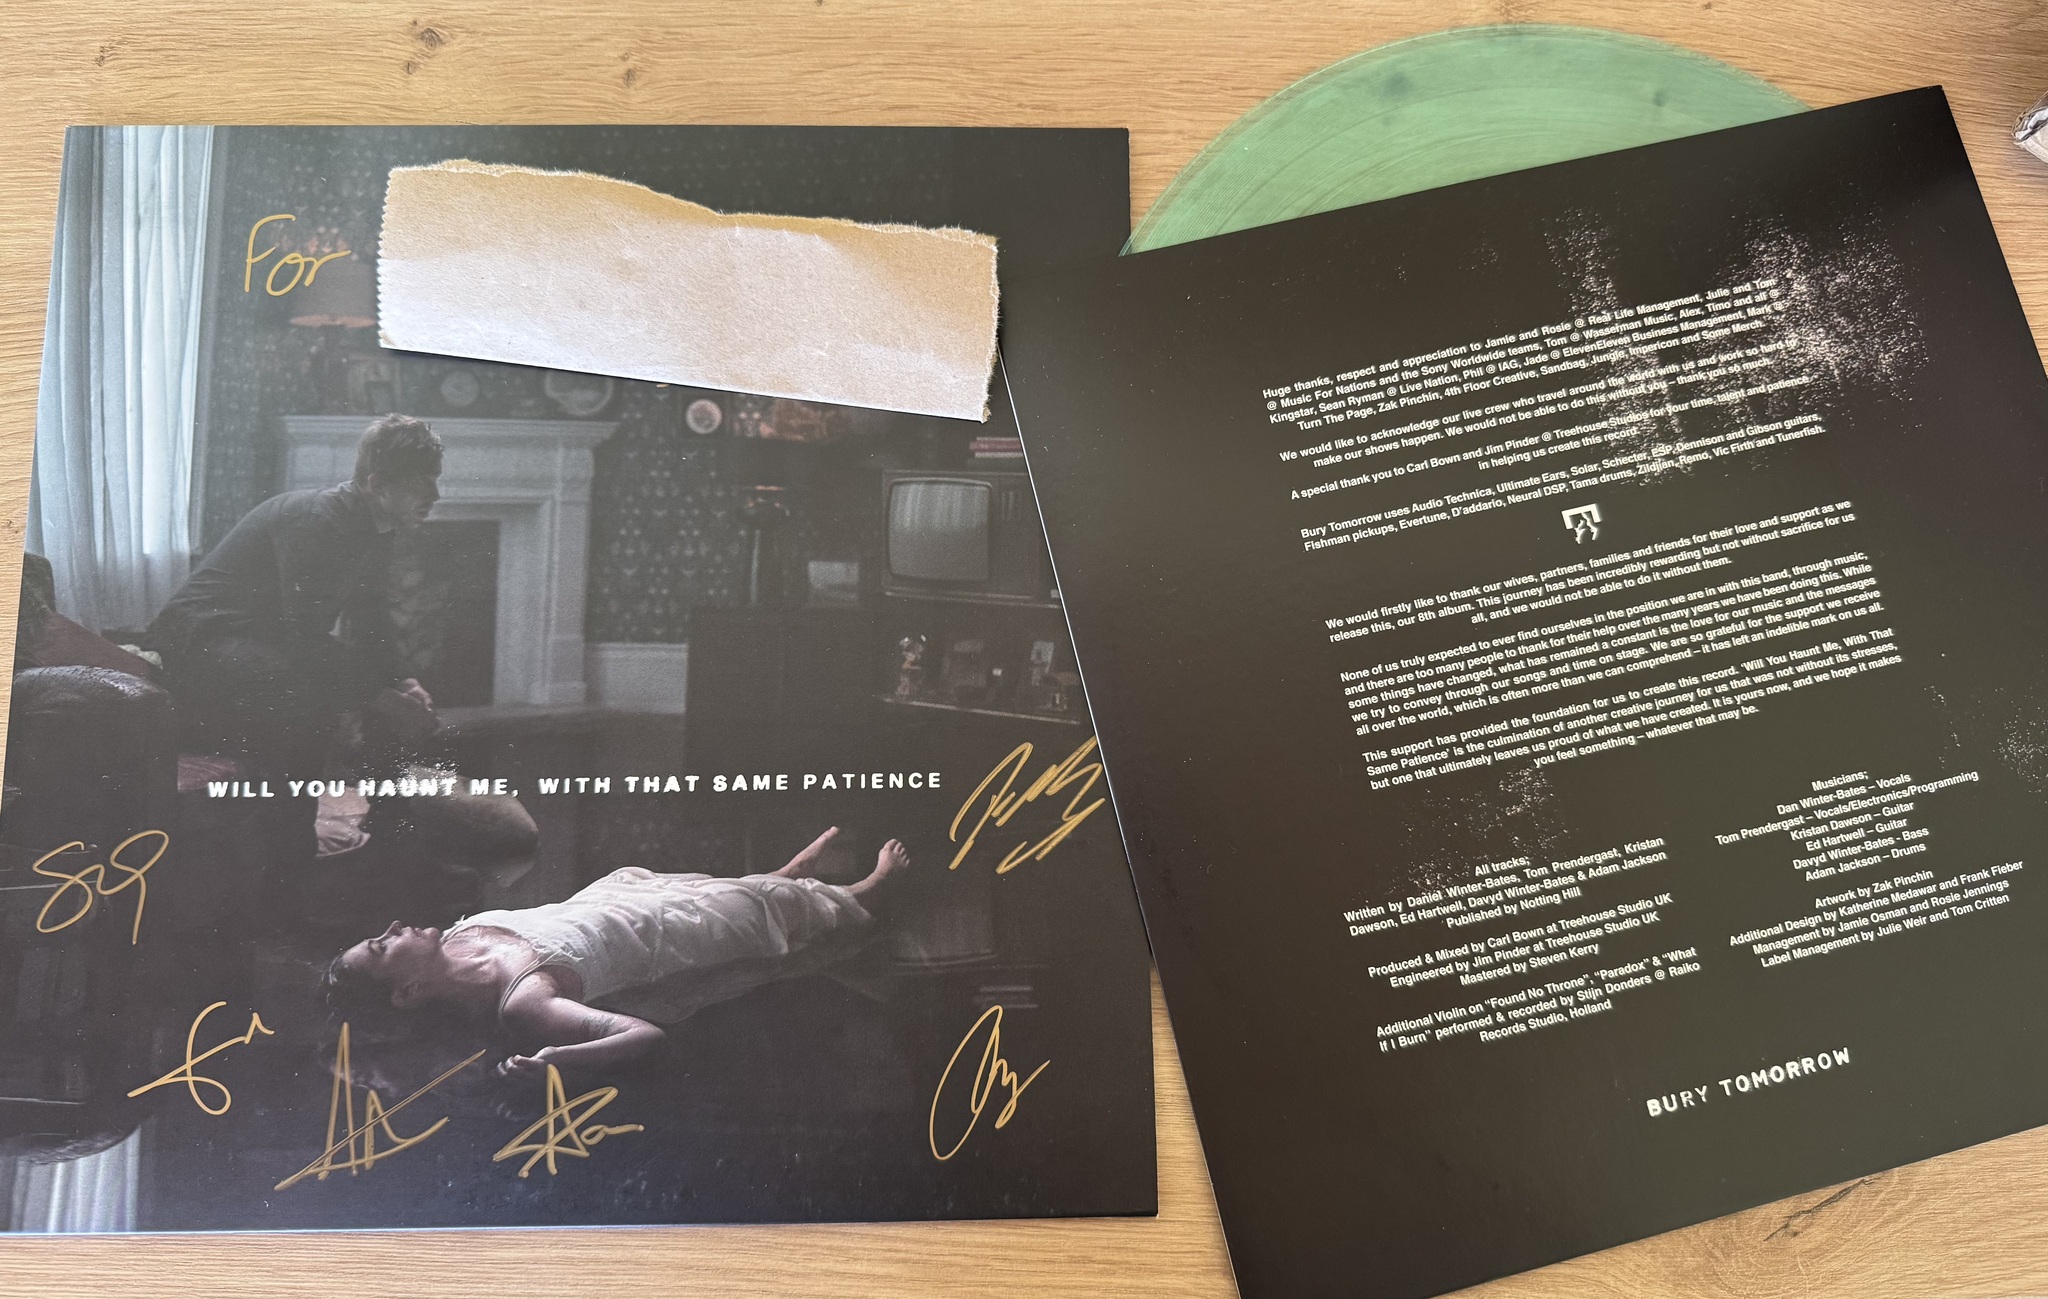 For
WILL YOU HAUNT ME, WITH THAT SAME PATIENCE
Huge thanks, respect and appreciation to Jamie and Rosie @ Real Life Management, Julie and Tom
@ Music For Nations and the Sony Worldwide teams, Tom @ Wasserman Music, Alex, Timo and all @
Kingstar, Sean Ryman @ Live Nation, Phil @ IAG, Jade @ ElevenEleven Business Management, Mark @
Turn The Page, Zak Pinchin, 4th Floor Creative, Sandbag, Jungle, Impericon and Some Merch.
We would like to acknowledge our live crew who travel around the world with us and work so hard to
make our shows happen. We would not be able to do this without you – thank you so much.
A special thank you to Carl Bown and Jim Pinder @ Treehouse Studios for your time, talent and patience
in helping us create this record.
Bury Tomorrow uses Audio Technica, Ultimate Ears, Solar, Schecter, ESP, Dennison and Gibson guitars,
Fishman pickups, Evertune, D'addario, Neural DSP, Tama drums, Zildjian, Remo, Vic Firth and Tunerfish.
We would firstly like to thank our wives, partners, families and friends for their love and support as we
release this, our 8th album. This journey has been incredibly rewarding but not without sacrifice for us
all, and we would not be able to do it without them.
None of us truly expected to ever find ourselves in the position we are in with this band, through music,
and there are too many people to thank for their help over the many years we have been doing this. While
some things have changed, what has remained a constant is the love for our music and the messages
we try to convey through our songs and time on stage. We are so grateful for the support we receive
all over the world, which is often more than we can comprehend – it has left an indelible mark on us all.
This support has provided the foundation for us to create this record. 'Will You Haunt Me, With That
Same Patience' is the culmination of another creative journey for us that was not without its stresses,
but one that ultimately leaves us proud of what we have created. It is yours now, and we hope it makes
you feel something – whatever that may be.
All tracks;
Written by Daniel Winter-Bates, Tom Prendergast, Kristan
Dawson, Ed Hartwell, Davyd Winter-Bates & Adam Jackson
Published by Notting Hill
Produced & Mixed by Carl Bown at Treehouse Studio UK
Engineered by Jim Pinder at Treehouse Studio UK
Mastered by Steven Kerry
Additional Violin on "Found No Throne", "Paradox" & "What
If I Burn" performed & recorded by Stijn Donders @ Raiko
Records Studio, Holland
Musicians;
Dan Winter-Bates – Vocals
Tom Prendergast – Vocals/Electronics/Programming
Kristan Dawson – Guitar
Ed Hartwell – Guitar
Davyd Winter-Bates - Bass
Adam Jackson – Drums
Artwork by Zak Pinchin
Additional Design by Katherine Medawar and Frank Fieber
Management by Jamie Osman and Rosie Jennings
Label Management by Julie Weir and Tom Critten
BURY TOMORROW